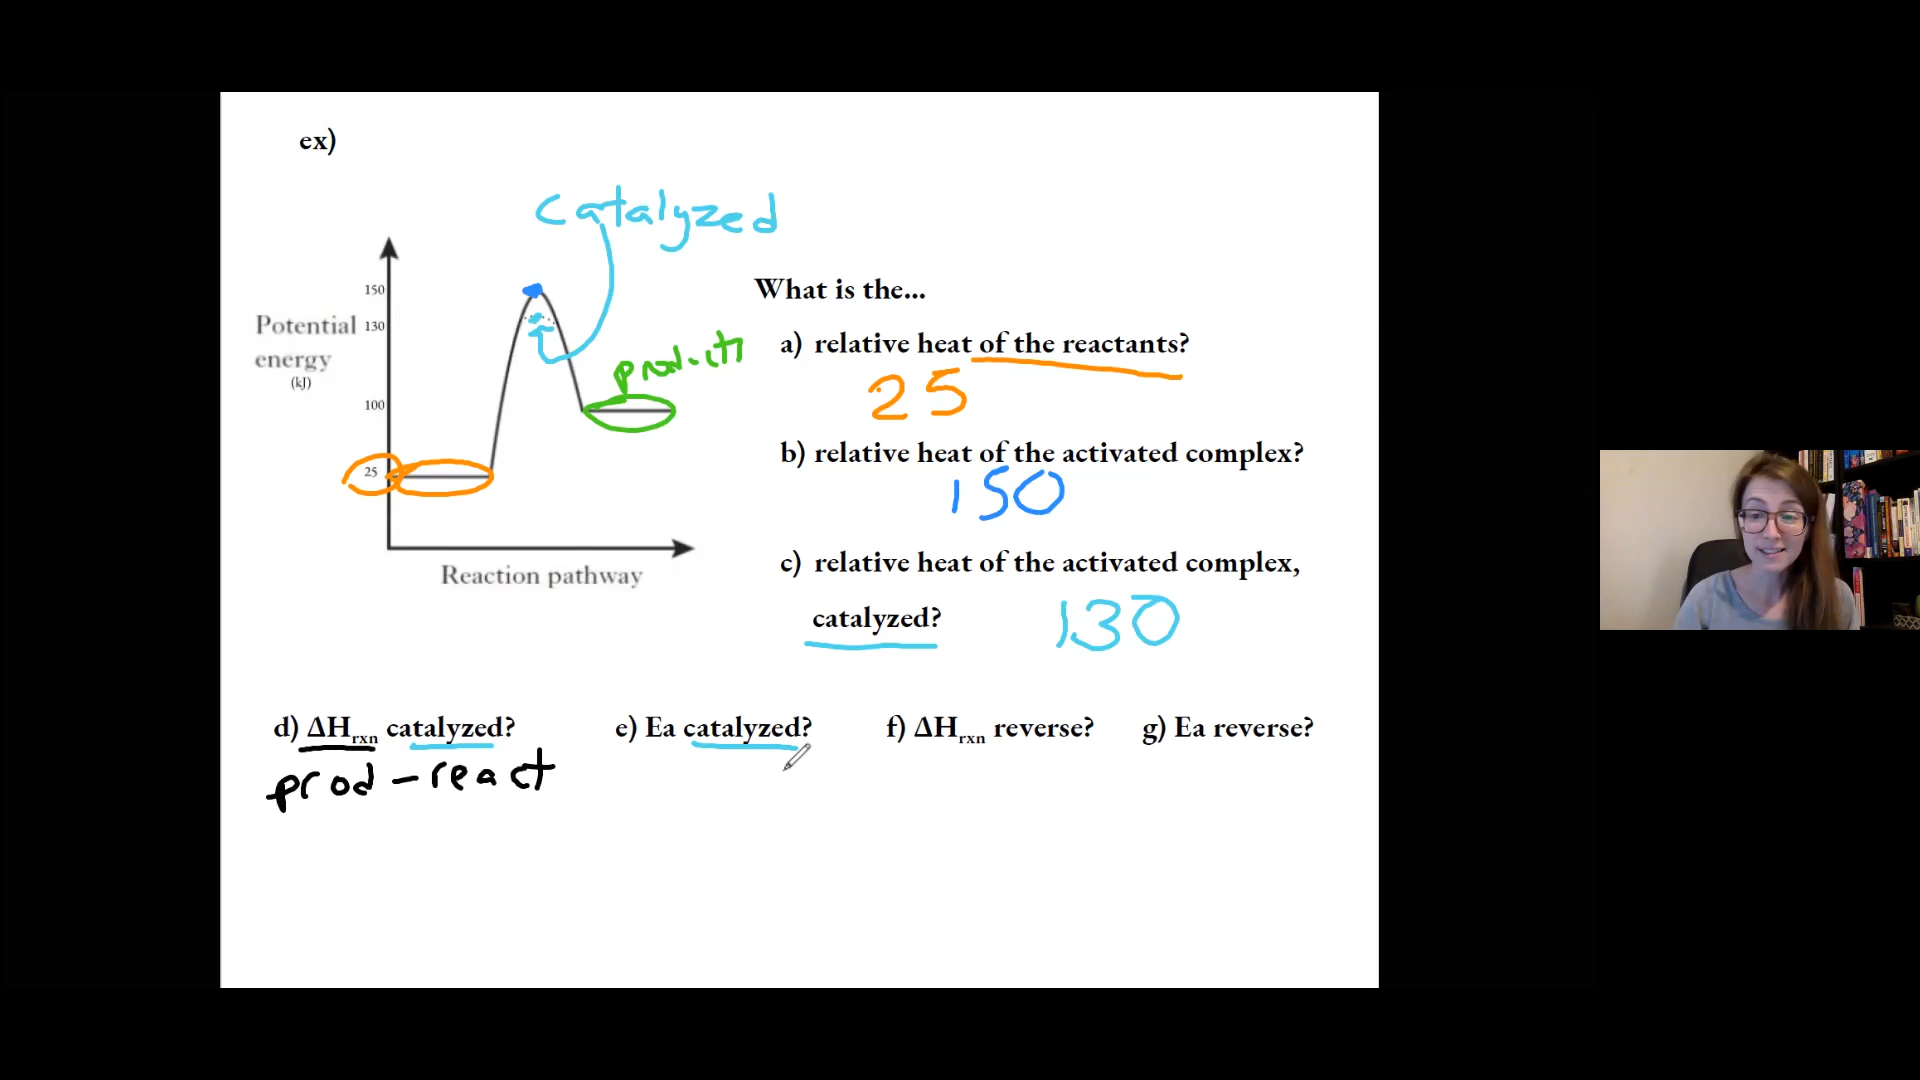 ex)
catalyzed
150
Potential
130
energy
(kJ)
100
25
Reaction pathway
products
What is the...
a) relative heat of the reactants?
25
b) relative heat of the activated complex?
150
c) relative heat of the activated complex,
catalyzed?
130
d) ΔHrxn catalyzed?
prod - react
e) Ea catalyzed?
f) ΔHrxn reverse?
g) Ea reverse?